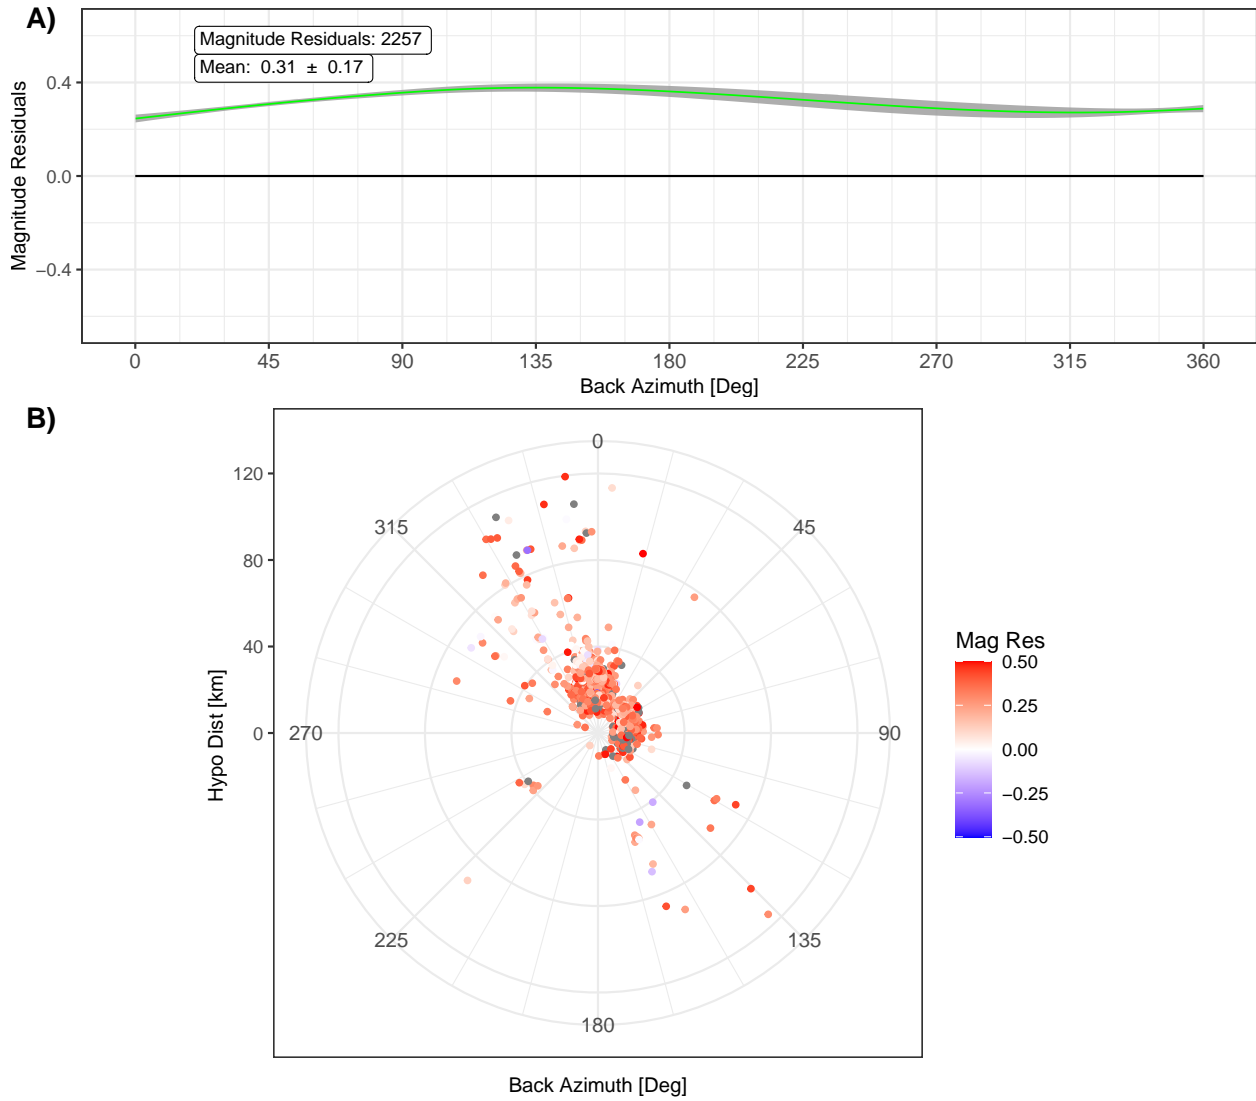 A)
Magnitude Residuals: 2257
Mean: 0.31 ± 0.17
0.4
0.0
−0.4
Magnitude Residuals
0 45 90 135 180 225 270 315 360
Back Azimuth [Deg]
B)
0
45
90
135
180
225
270
315
120
80
40
0
Hypo Dist [km]
Back Azimuth [Deg]
Mag Res
0.50
0.25
0.00
−0.25
−0.50